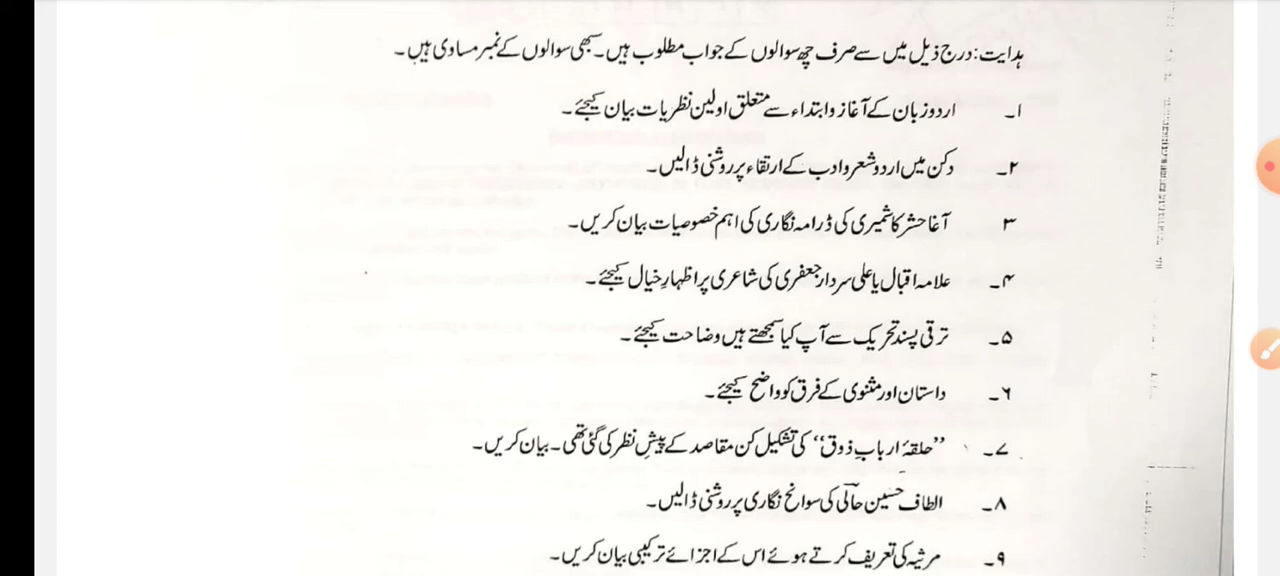 ہدایت: درج ذیل میں سے صرف چھ سوالوں کے جواب مطلوب ہیں۔ سبھی سوالوں کے نمبر مساوی ہیں۔
۱۔ اردو زبان کے آغاز و ابتداء سے متعلق اولین نظریات بیان کیجئے۔
۲۔ دکن میں اردو شعر و ادب کے ارتقاء پر روشنی ڈالیں۔
۳ آغا حشر کاشمیری کی ڈرامہ نگاری کی اہم خصوصیات بیان کریں۔
۴۔ علامہ اقبال یا علی سردار جعفری کی شاعری پر اظہارِ خیال کیجئے۔
۵۔ ترقی پسند تحریک سے آپ کیا سمجھتے ہیں وضاحت کیجئے۔
۶۔ داستان اور مثنوی کے فرق کو واضح کیجئے۔
۷۔ ”حلقۂ اربابِ ذوق“ کی تشکیل کن مقاصد کے پیشِ نظر کی گئی تھی۔ بیان کریں۔
۸۔ الطاف حسین حالؔی کی سوانح نگاری پر روشنی ڈالیں۔
۹۔ مرثیہ کی تعریف کرتے ہوئے اس کے اجزائے ترکیبی بیان کریں۔